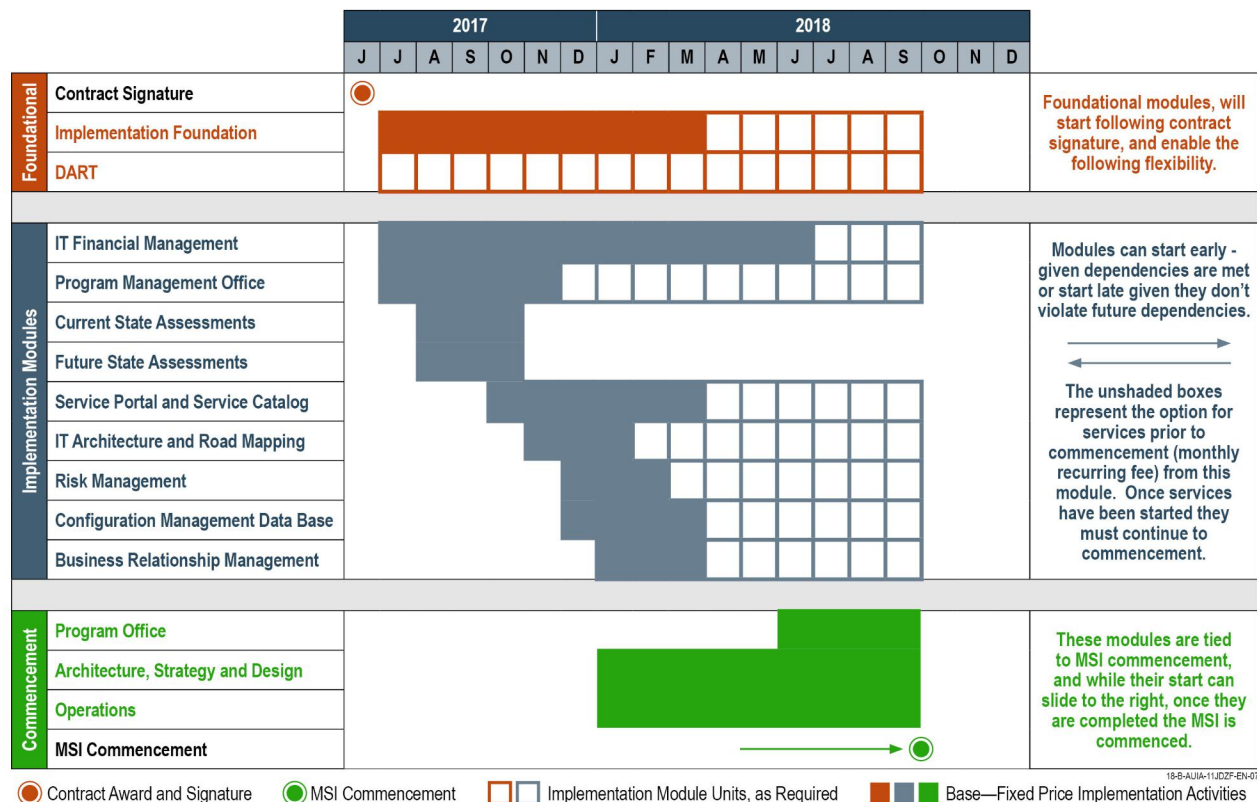 2017 2018
J J A S O N D J F M A M J J A S O N D
Foundational
Contract Signature
Implementation Foundation
DART
Foundational modules, will
start following contract
signature, and enable the
following flexibility.
Implementation Modules
IT Financial Management
Program Management Office
Current State Assessments
Future State Assessments
Service Portal and Service Catalog
IT Architecture and Road Mapping
Risk Management
Configuration Management Data Base
Business Relationship Management
Modules can start early -
given dependencies are met
or start late given they don't
violate future dependencies.
The unshaded boxes
represent the option for
services prior to
commencement (monthly
recurring fee) from this
module. Once services
have been started they
must continue to
commencement.
Commencement
Program Office
Architecture, Strategy and Design
Operations
MSI Commencement
These modules are tied
to MSI commencement,
and while their start can
slide to the right, once they
are completed the MSI is
commenced.
18-B-AUIA-11JDZF-EN-07
Contract Award and Signature MSI Commencement Implementation Module Units, as Required Base—Fixed Price Implementation Activities